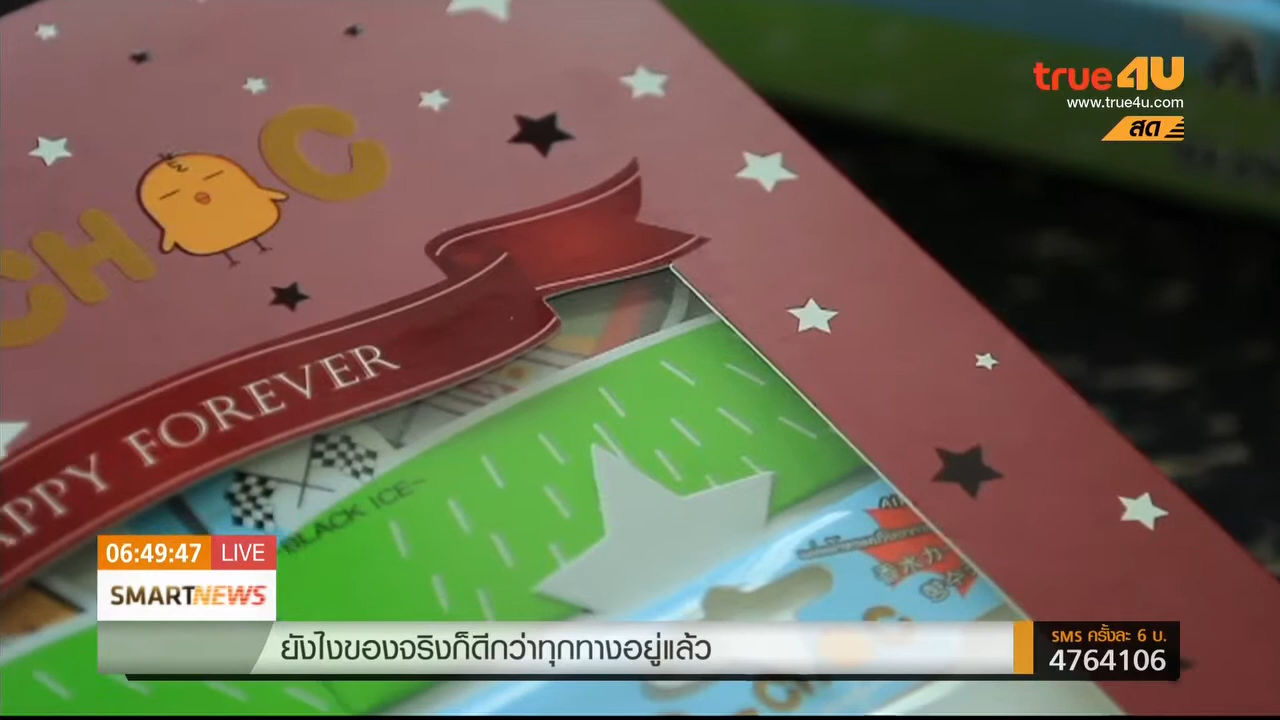 true4U
www.true4u.com
สด
CH C
APPY FOREVER
BLACK ICE~
06:49:47 LIVE
SMARTNEWS
ยังไงของจริงก็ดีกว่าทุกทางอยู่แล้ว
SMS ครั้งละ 6 บ.
4764106